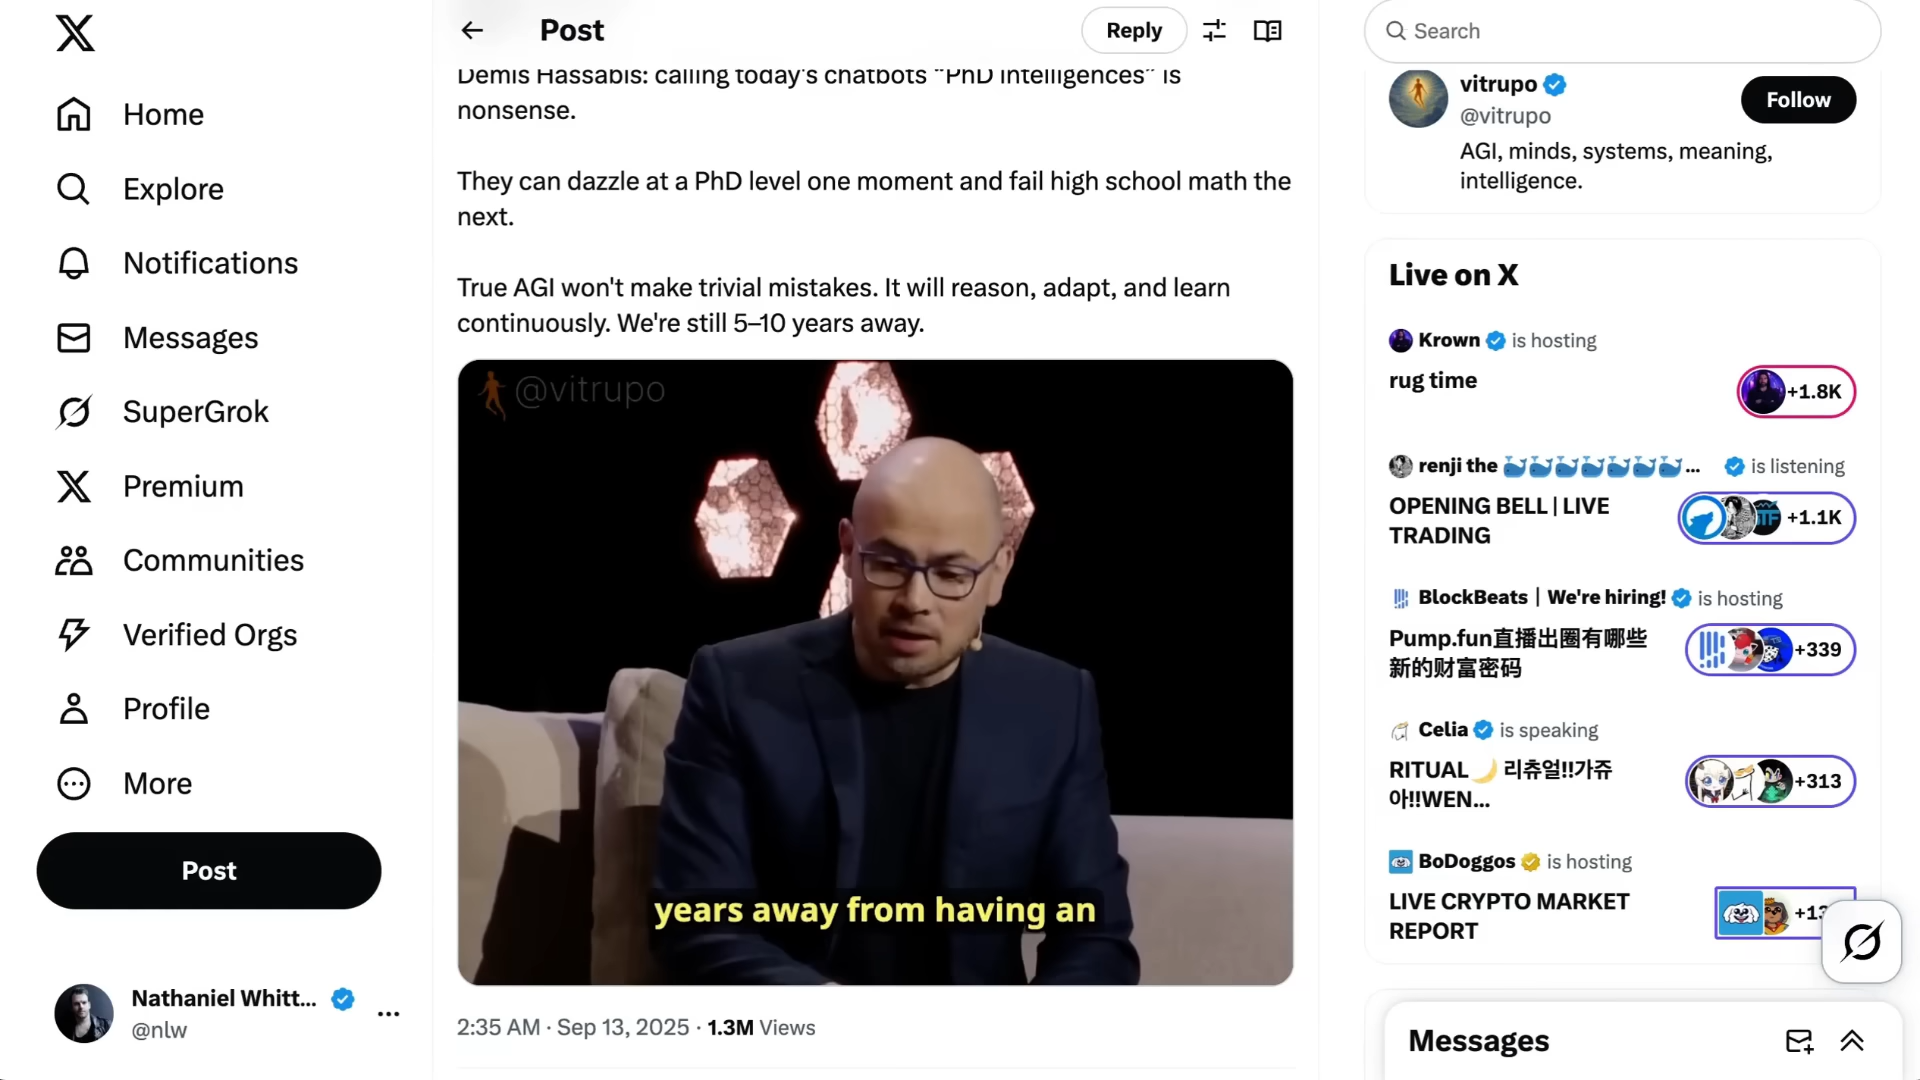 Home
Explore
Notifications
Messages
SuperGrok
Premium
Communities
Verified Orgs
Profile
More
Post
Nathaniel Whitt...
@nlw
Post
Reply
Demis Hassabis: calling today's chatbots "PhD intelligences" is
nonsense.
They can dazzle at a PhD level one moment and fail high school math the
next.
True AGI won't make trivial mistakes. It will reason, adapt, and learn
continuously. We're still 5–10 years away.
@vitrupo
years away from having an
2:35 AM · Sep 13, 2025 · 1.3M Views
Search
vitrupo
@vitrupo
Follow
AGI, minds, systems, meaning,
intelligence.
Live on X
Krown is hosting
rug time
+1.8K
renji the 🐳🐳🐳🐳🐳🐳🐳... is listening
OPENING BELL | LIVE
TRADING
+1.1K
BlockBeats | We're hiring! is hosting
Pump.fun直播出圈有哪些
新的财富密码
+339
Celia is speaking
RITUAL🌙 리츄얼!!가쥬
아!!WEN...
+313
BoDoggos is hosting
LIVE CRYPTO MARKET
REPORT
Messages